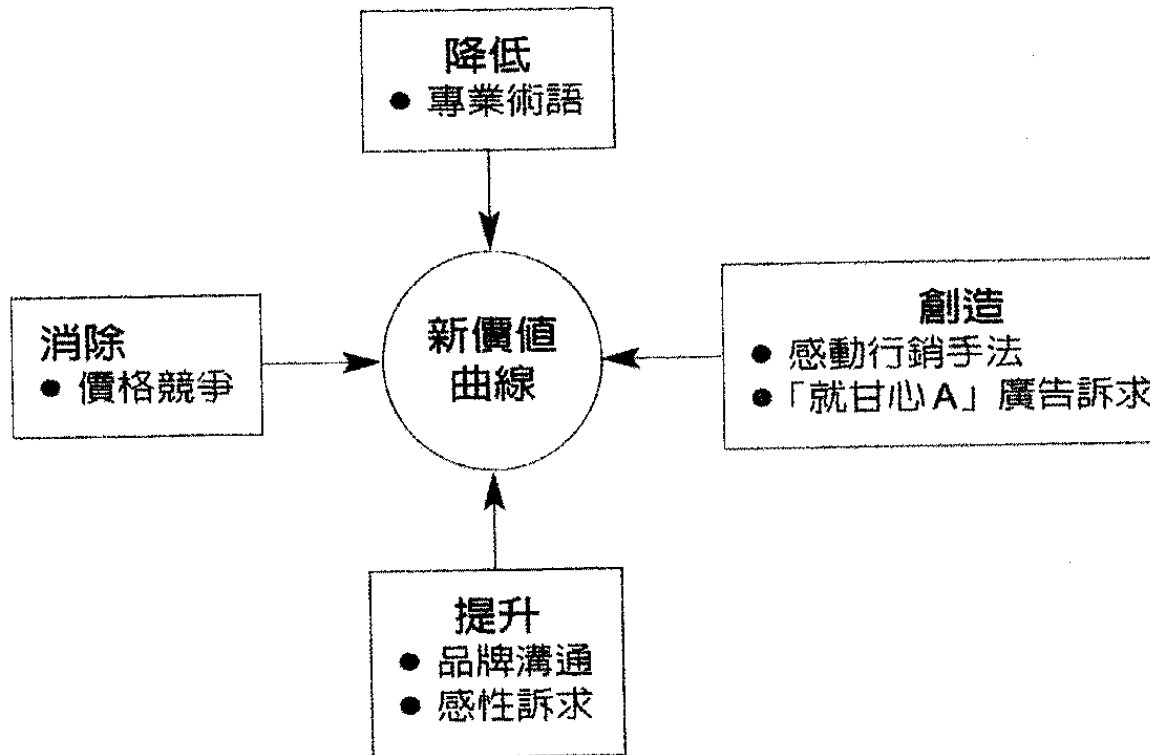 降低
● 專業術語
消除
● 價格競爭
新價值
曲線
創造
● 感動行銷手法
●「就甘心A」廣告訴求
提升
● 品牌溝通
● 感性訴求